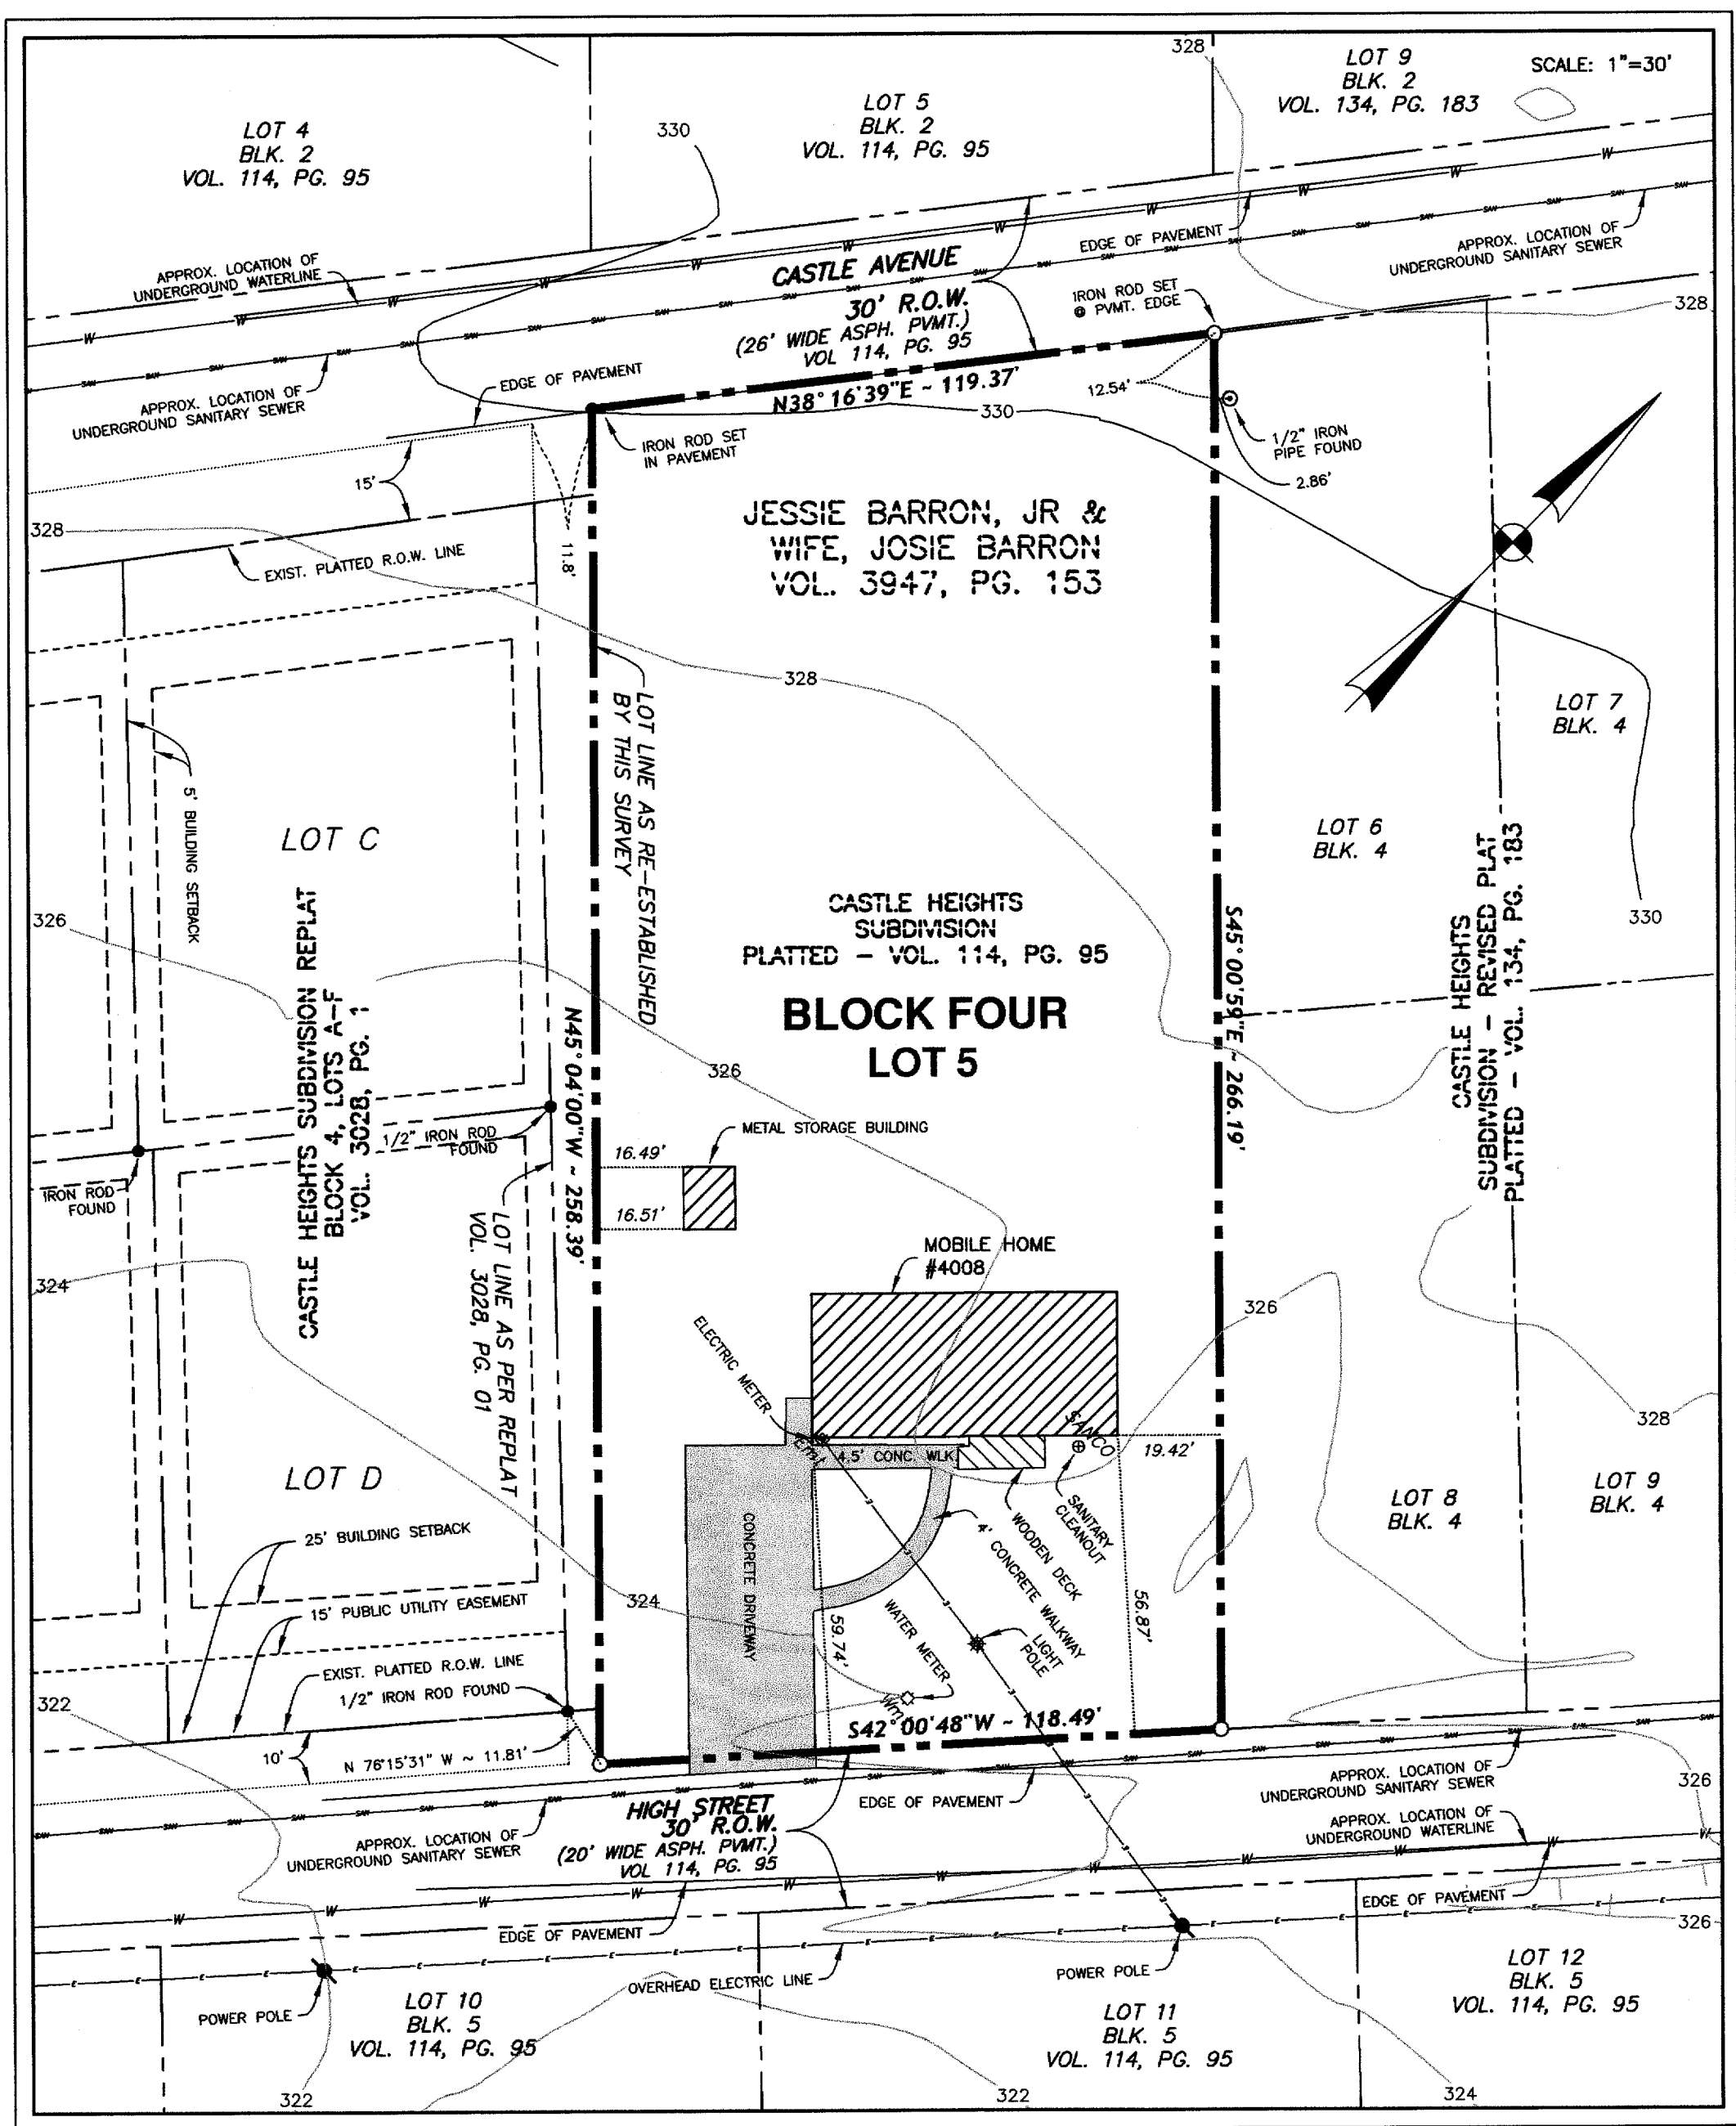 328
LOT 9
BLK. 2
VOL. 134, PG. 183
SCALE: 1"=30'
LOT 4
BLK. 2
VOL. 114, PG. 95
330
LOT 5
BLK. 2
VOL. 114, PG. 95
APPROX. LOCATION OF
UNDERGROUND WATERLINE
CASTLE AVENUE
30' R.O.W.
(26' WIDE ASPH. PVMT.)
VOL 114, PG. 95
EDGE OF PAVEMENT
APPROX. LOCATION OF
UNDERGROUND SANITARY SEWER
IRON ROD SET
@ PVMT. EDGE
328
APPROX. LOCATION OF
UNDERGROUND SANITARY SEWER
EDGE OF PAVEMENT
N38°16'39"E ~ 119.37'
12.54'
330
IRON ROD SET
IN PAVEMENT
1/2" IRON
PIPE FOUND
2.86'
15'
328
11.8'
EXIST. PLATTED R.O.W. LINE
JESSIE BARRON, JR &
WIFE, JOSIE BARRON
VOL. 3947, PG. 153
328
LOT LINE AS RE-ESTABLISHED
BY THIS SURVEY
LOT 7
BLK. 4
5' BUILDING SETBACK
LOT C
LOT 6
BLK. 4
326
330
CASTLE HEIGHTS
SUBDIVISION
PLATTED - VOL. 114, PG. 95
BLOCK FOUR
LOT 5
S45°00'59"E ~ 266.19'
CASTLE HEIGHTS
SUBDIVISION - REVISED PLAT
PLATTED - VOL. 134, PG. 183
CASTLE HEIGHTS SUBDIVISION REPLAT
BLOCK 4, LOTS A-F
VOL. 3028, PG. 1
N45°04'00"W ~ 258.39'
326
1/2" IRON ROD
FOUND
METAL STORAGE BUILDING
16.49'
16.51'
IRON ROD
FOUND
LOT LINE AS PER REPLAT
VOL. 3028, PG. 01
324
MOBILE HOME
#4008
326
ELECTRIC METER
Emt
4.5' CONC. WLK
SANCO
19.42'
328
LOT D
LOT 8
BLK. 4
LOT 9
BLK. 4
25' BUILDING SETBACK
CONCRETE DRIVEWAY
SANITARY
CLEANOUT
WOODEN DECK
4' CONCRETE WALKWAY
15' PUBLIC UTILITY EASEMENT
324
59.74'
56.87'
WATER METER
LIGHT
POLE
EXIST. PLATTED R.O.W. LINE
322
1/2" IRON ROD FOUND
Wm
S42°00'48"W ~ 118.49'
10'
N 76°15'31" W ~ 11.81'
APPROX. LOCATION OF
UNDERGROUND SANITARY SEWER
326
HIGH STREET
30' R.O.W.
(20' WIDE ASPH. PVMT.)
VOL 114, PG. 95
EDGE OF PAVEMENT
APPROX. LOCATION OF
UNDERGROUND SANITARY SEWER
APPROX. LOCATION OF
UNDERGROUND WATERLINE
EDGE OF PAVEMENT
EDGE OF PAVEMENT
326
OVERHEAD ELECTRIC LINE
POWER POLE
POWER POLE
LOT 10
BLK. 5
VOL. 114, PG. 95
LOT 11
BLK. 5
VOL. 114, PG. 95
LOT 12
BLK. 5
VOL. 114, PG. 95
322
322
324